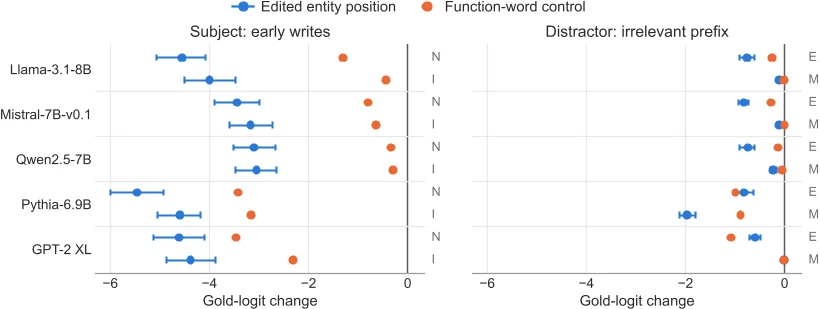 Edited entity position Function-word control
Subject: early writes Distractor: irrelevant prefix
Llama-3.1-8B N E
I M
Mistral-7B-v0.1 N E
I M
Qwen2.5-7B N E
I M
Pythia-6.9B N E
I M
GPT-2 XL N E
I M
−6 −4 −2 0 −6 −4 −2 0
Gold-logit change Gold-logit change